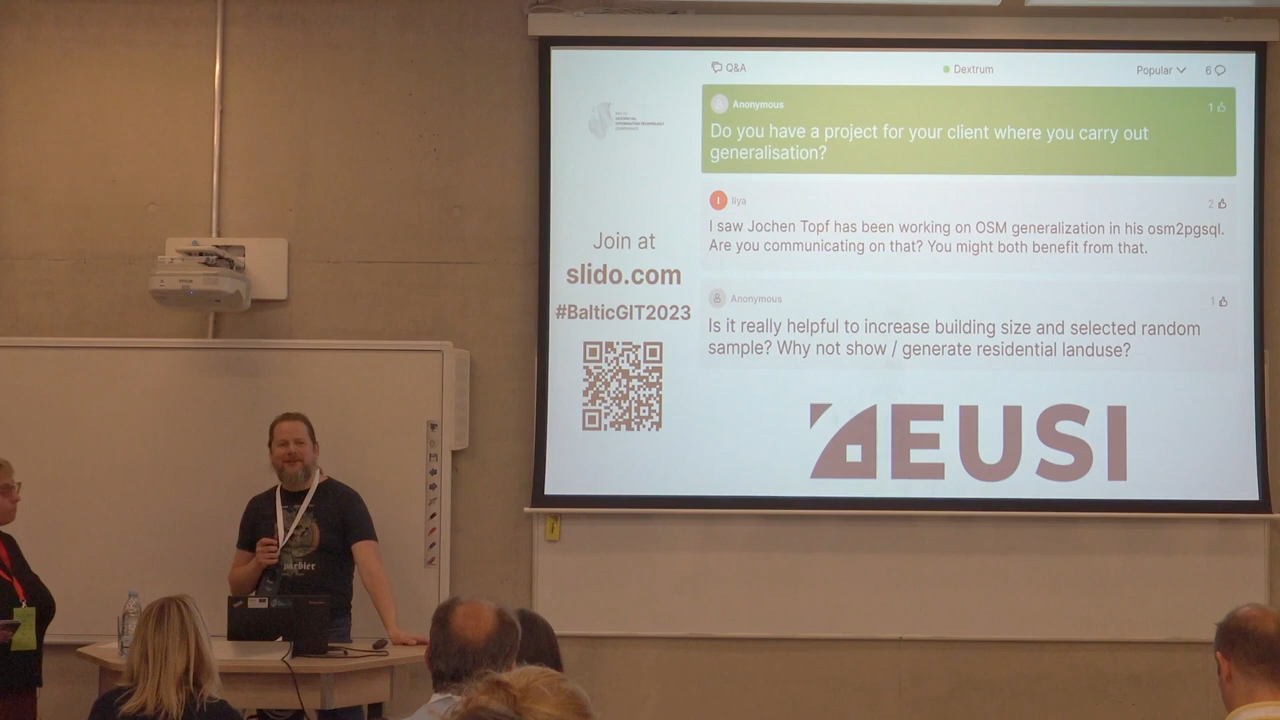 Q&A
Dextrum
Popular
6
Anonymous
1
Do you have a project for your client where you carry out
generalisation?
I
Ilya
2
I saw Jochen Topf has been working on OSM generalization in his osm2pgsql.
Are you communicating on that? You might both benefit from that.
Anonymous
1
Is it really helpful to increase building size and selected random
sample? Why not show / generate residential landuse?
Join at
slido.com
#BalticGIT2023
EUSI